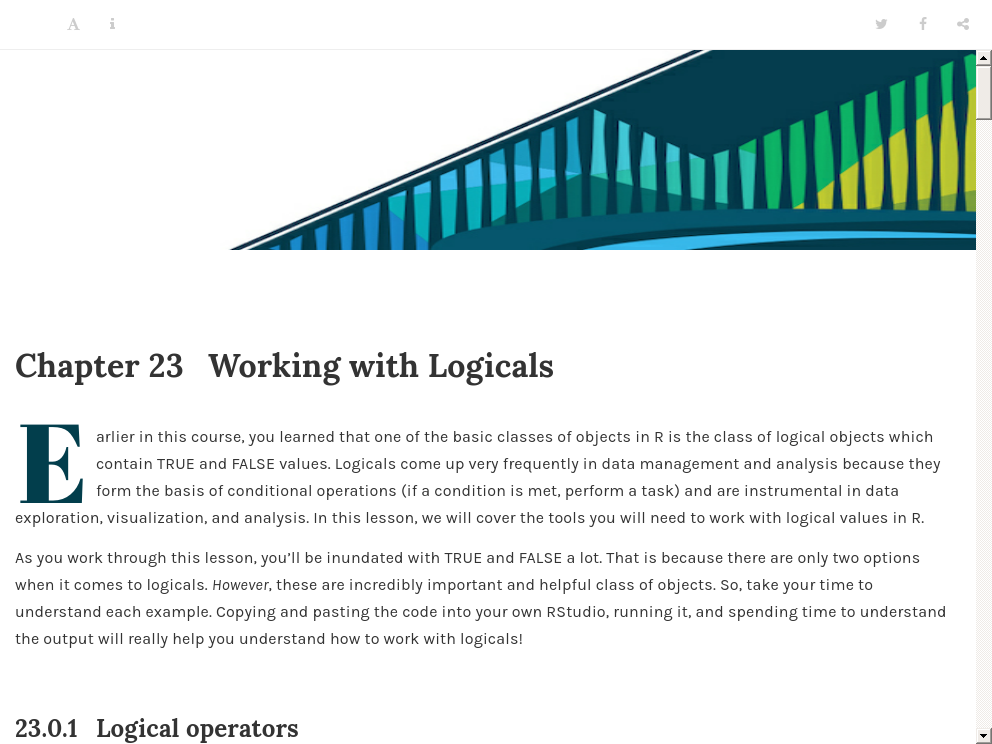 Chapter 23 Working with Logicals
Earlier in this course, you learned that one of the basic classes of objects in R is the class of logical objects which
contain TRUE and FALSE values. Logicals come up very frequently in data management and analysis because they
form the basis of conditional operations (if a condition is met, perform a task) and are instrumental in data
exploration, visualization, and analysis. In this lesson, we will cover the tools you will need to work with logical values in R.
As you work through this lesson, you’ll be inundated with TRUE and FALSE a lot. That is because there are only two options
when it comes to logicals. However, these are incredibly important and helpful class of objects. So, take your time to
understand each example. Copying and pasting the code into your own RStudio, running it, and spending time to understand
the output will really help you understand how to work with logicals!
23.0.1 Logical operators